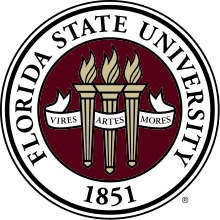 FLORIDA STATE UNIVERSITY
VIRES ARTES MORES
1851
®